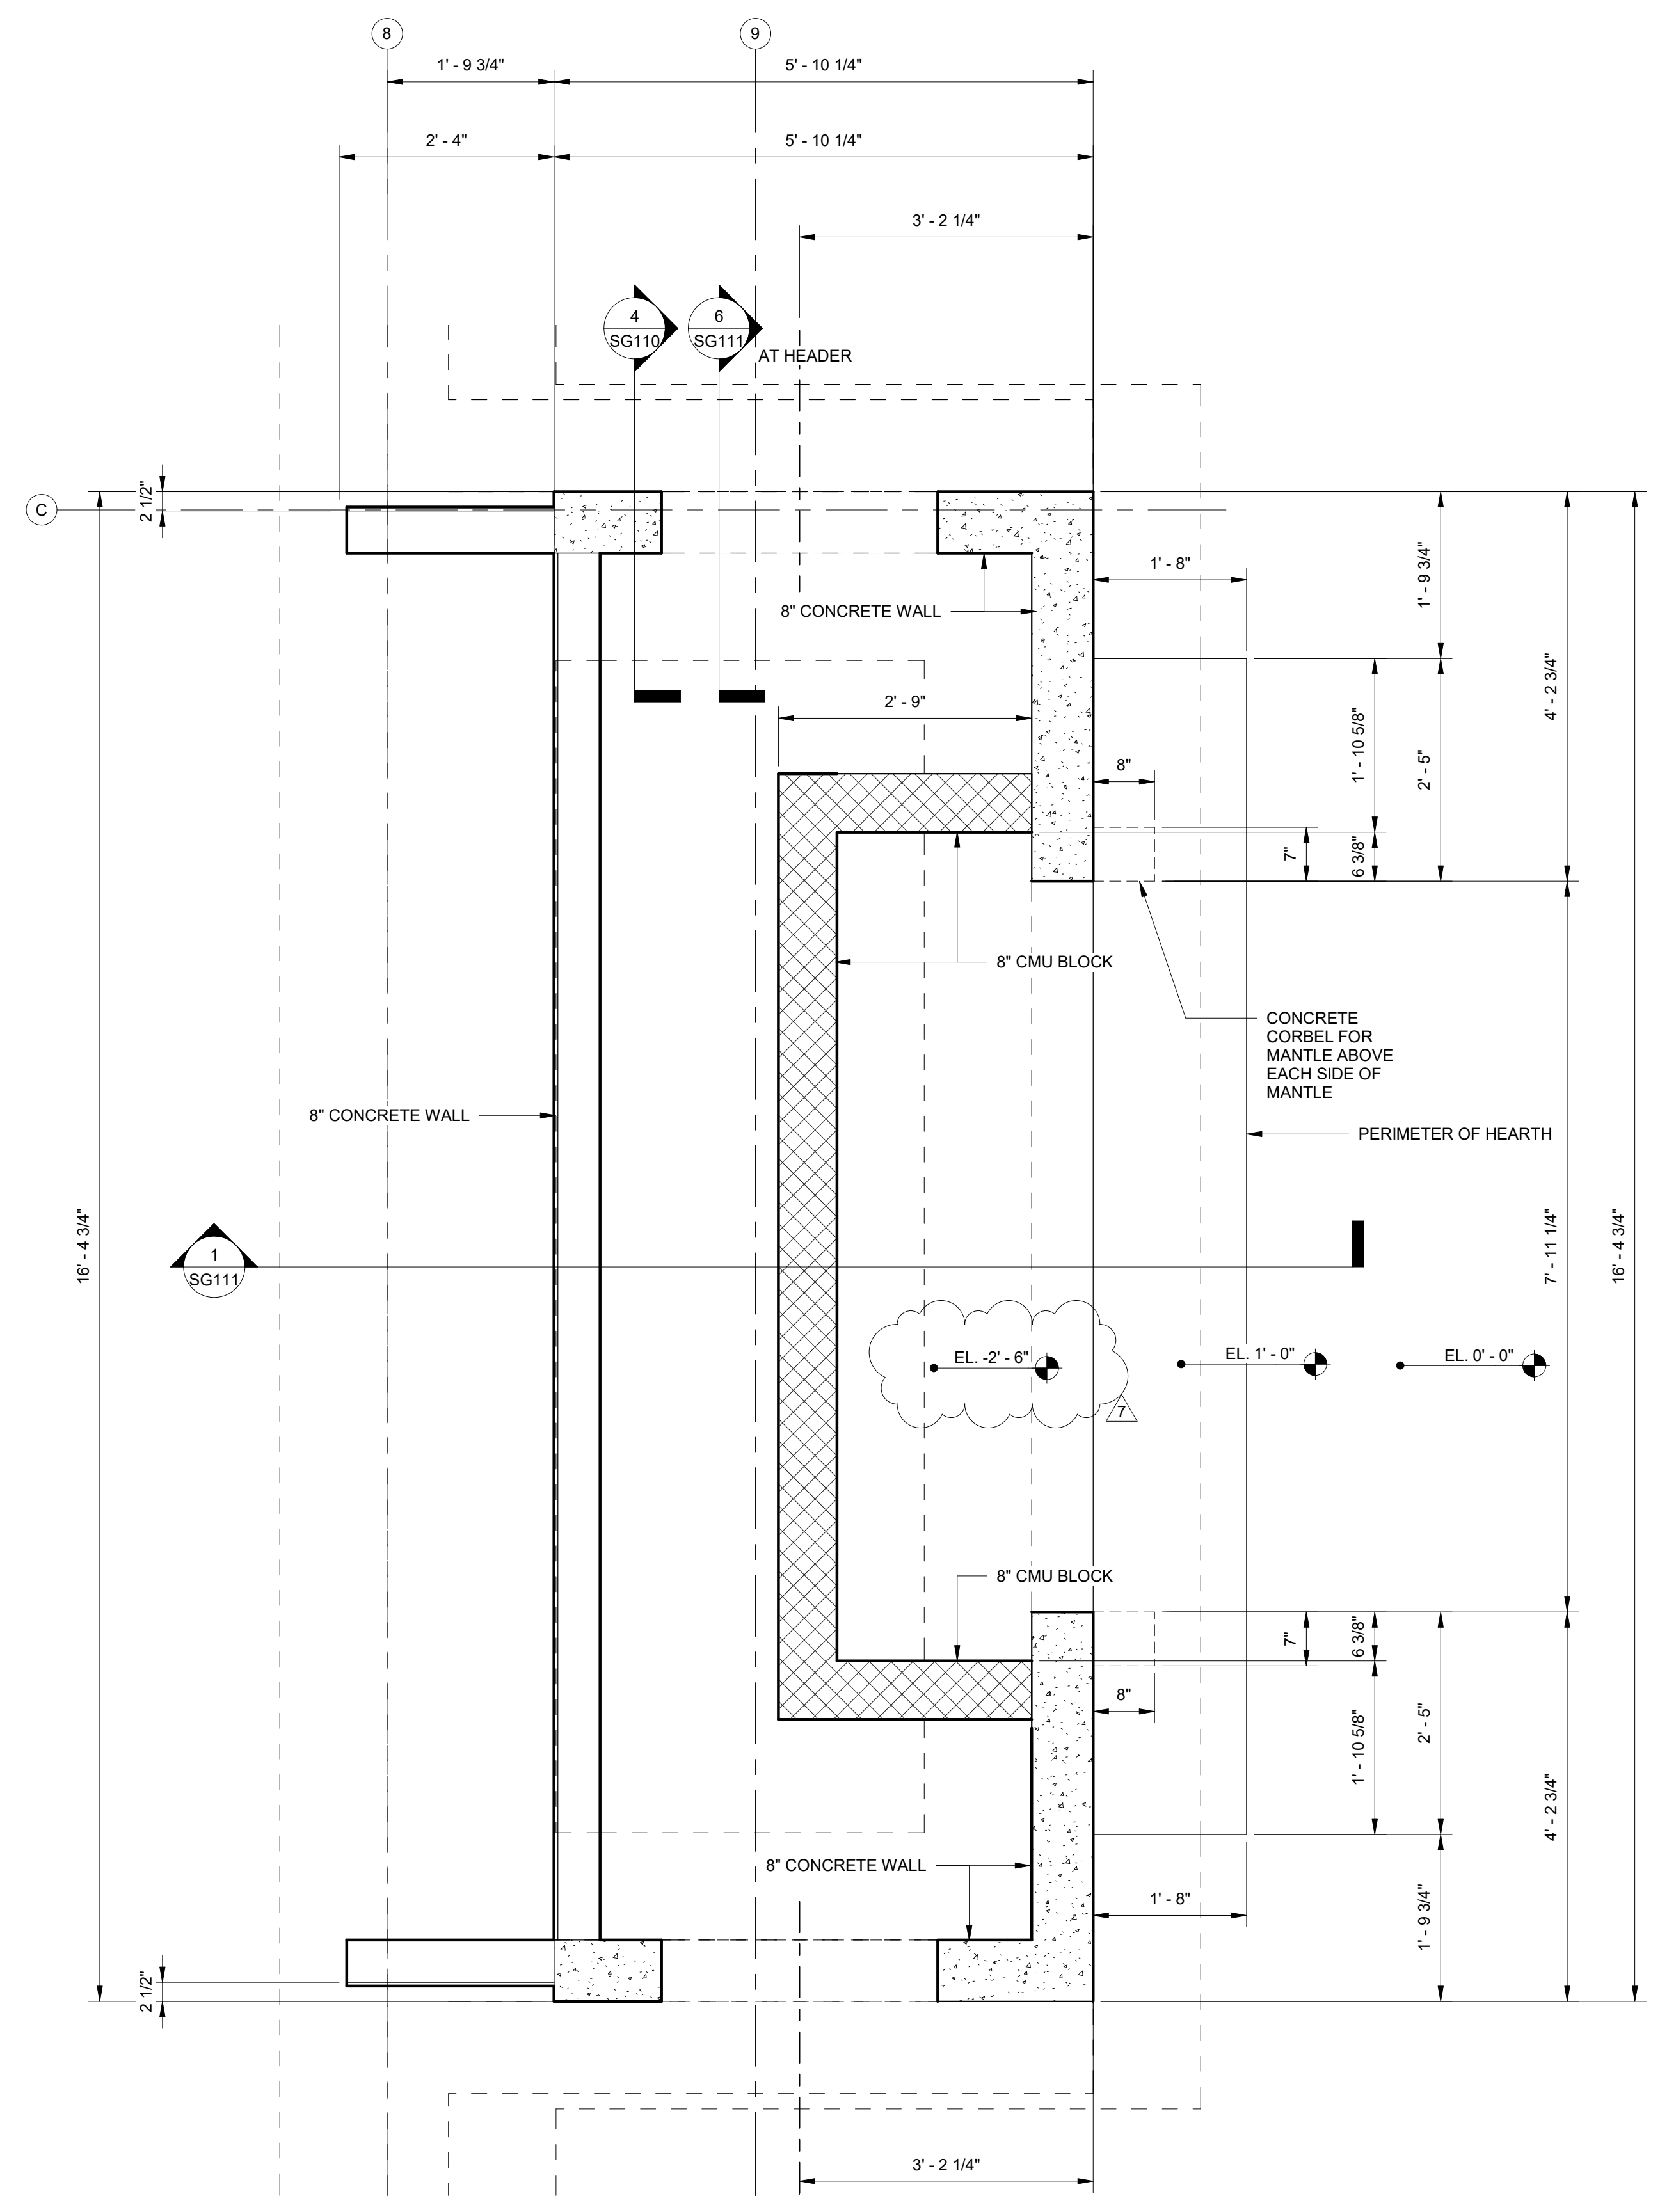 8
9
1' - 9 3/4"
5' - 10 1/4"
2' - 4"
5' - 10 1/4"
3' - 2 1/4"
4
SG110
6
SG111
AT HEADER
C
2 1/2"
8" CONCRETE WALL
1' - 8"
1' - 9 3/4"
4' - 2 3/4"
2' - 9"
8"
1' - 10 5/8"
2' - 5"
7"
6 3/8"
8" CMU BLOCK
CONCRETE
CORBEL FOR
MANTLE ABOVE
EACH SIDE OF
MANTLE
8" CONCRETE WALL
PERIMETER OF HEARTH
16' - 4 3/4"
1
SG111
7' - 11 1/4"
16' - 4 3/4"
EL. -2' - 6"
EL. 1' - 0"
EL. 0' - 0"
7
8" CMU BLOCK
7"
6 3/8"
8"
1' - 10 5/8"
2' - 5"
4' - 2 3/4"
8" CONCRETE WALL
1' - 8"
1' - 9 3/4"
2 1/2"
3' - 2 1/4"